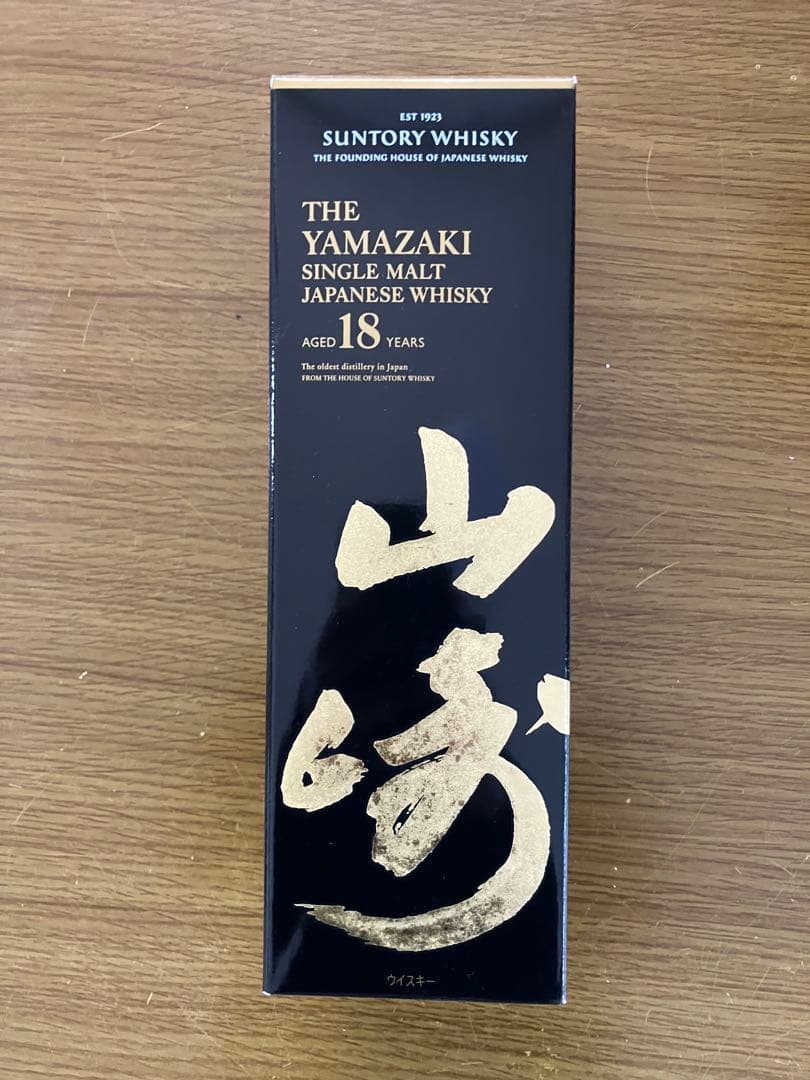 EST 1923
SUNTORY WHISKY
THE FOUNDING HOUSE OF JAPANESE WHISKY
THE
YAMAZAKI
SINGLE MALT
JAPANESE WHISKY
AGED 18 YEARS
The oldest distillery in Japan
FROM THE HOUSE OF SUNTORY WHISKY
山
崎
ウイスキー